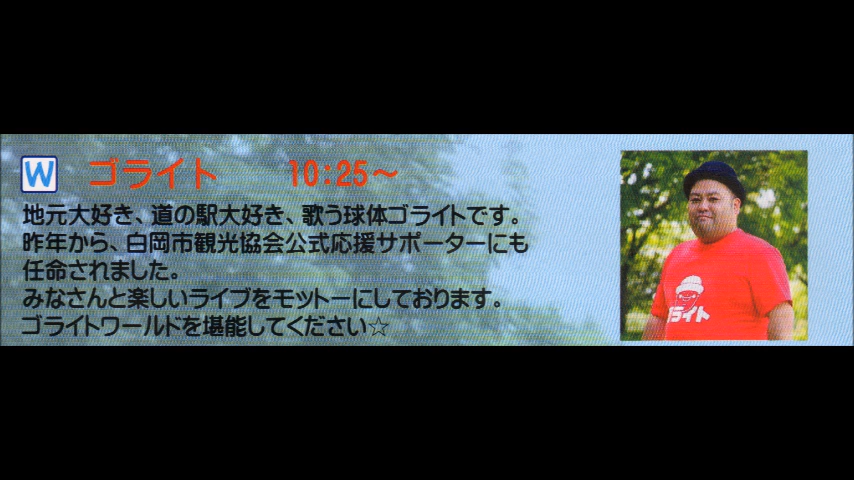 W ゴライト 10:25～
地元大好き、道の駅大好き、歌う球体ゴライトです。
昨年から、白岡市観光協会公式応援サポーターにも
任命されました。
みなさんと楽しいライブをモットーにしております。
ゴライトワールドを堪能してください☆
ゴライト